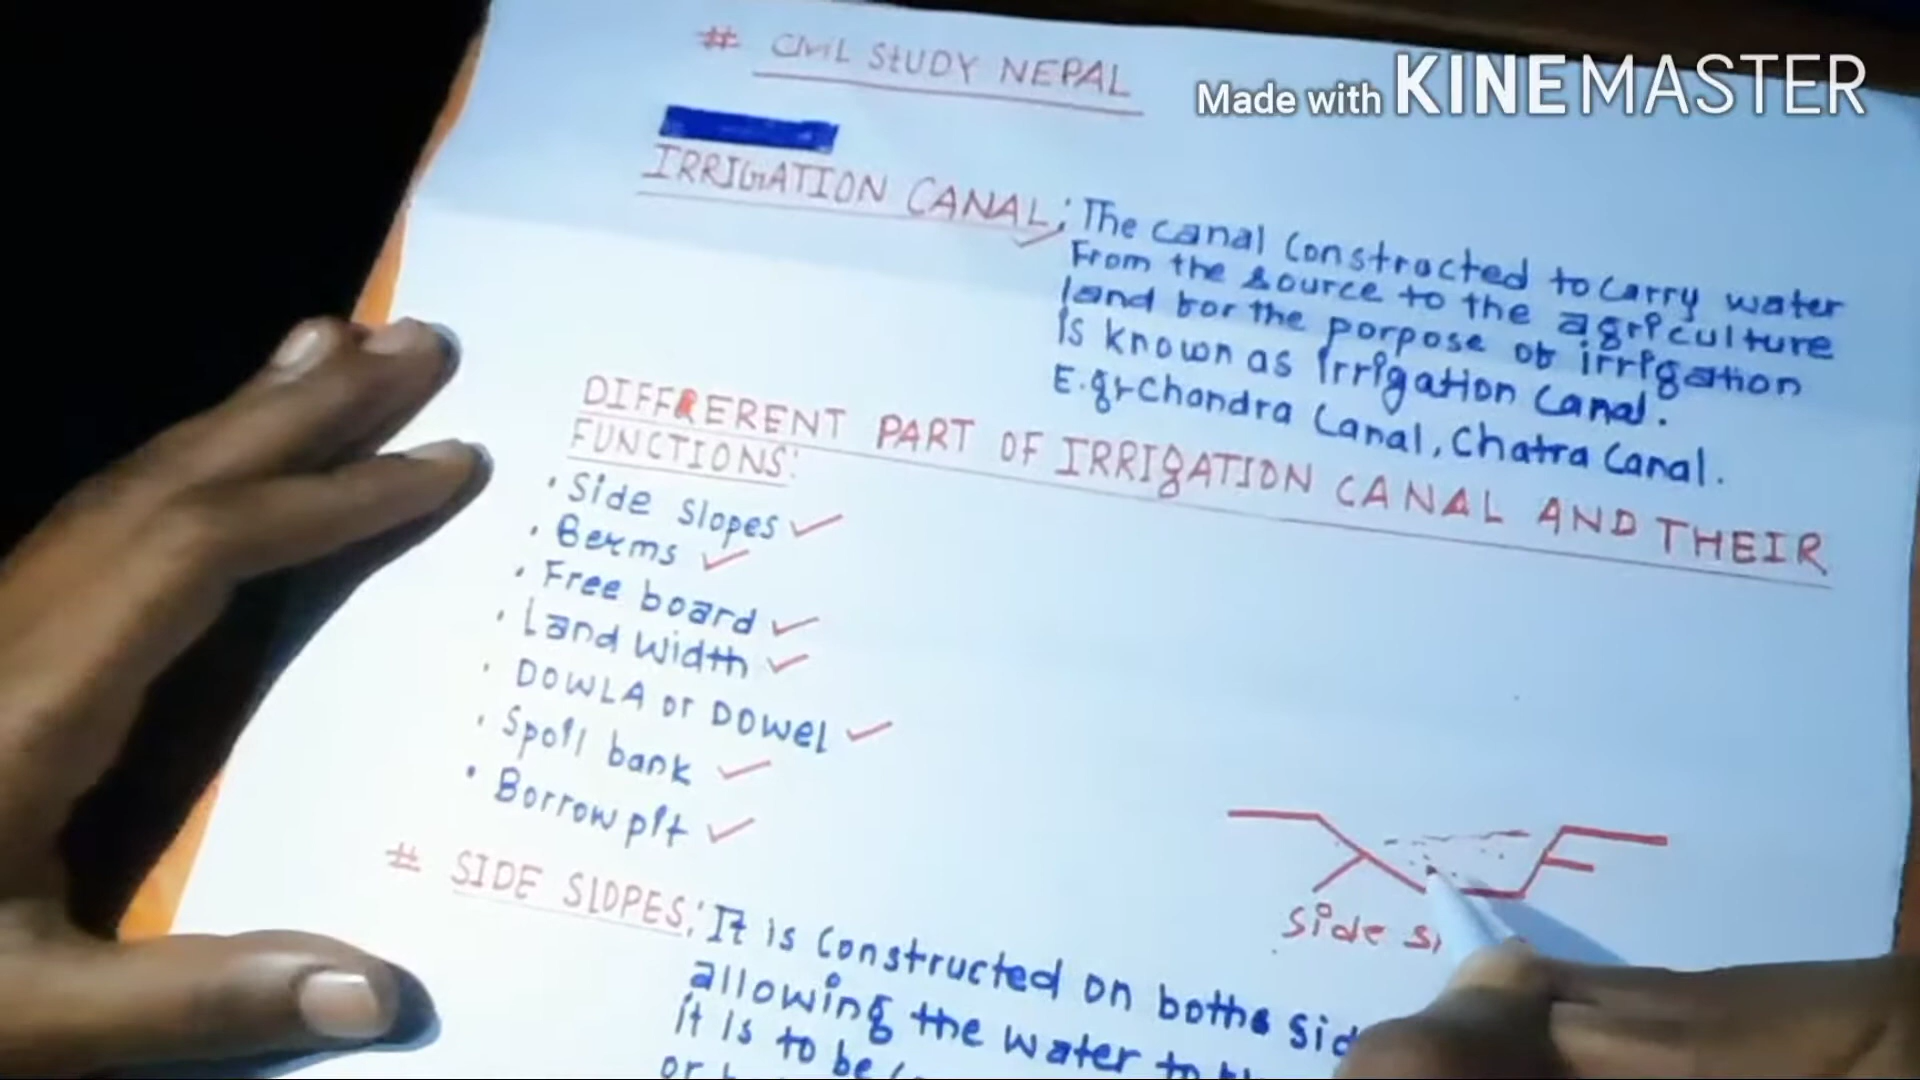 # CIVIL STUDY NEPAL
Made with KINEMASTER
IRRIGATION CANAL: The canal constructed to carry water
From the source to the agriculture
land for the porpose of irrigation
is known as irrigation canal.
E.g Chandra Canal, Chatra Canal.
DIFFERENT PART OF IRRIGATION CANAL AND THEIR
FUNCTIONS:
• Side slopes
• Berms
• Free board
• Land width
• DOWLA or DOWEL
• Spoil bank
• Borrow pit
Side
# SIDE SLOPES: It is constructed on boths
allowing the water to
it is to be
or